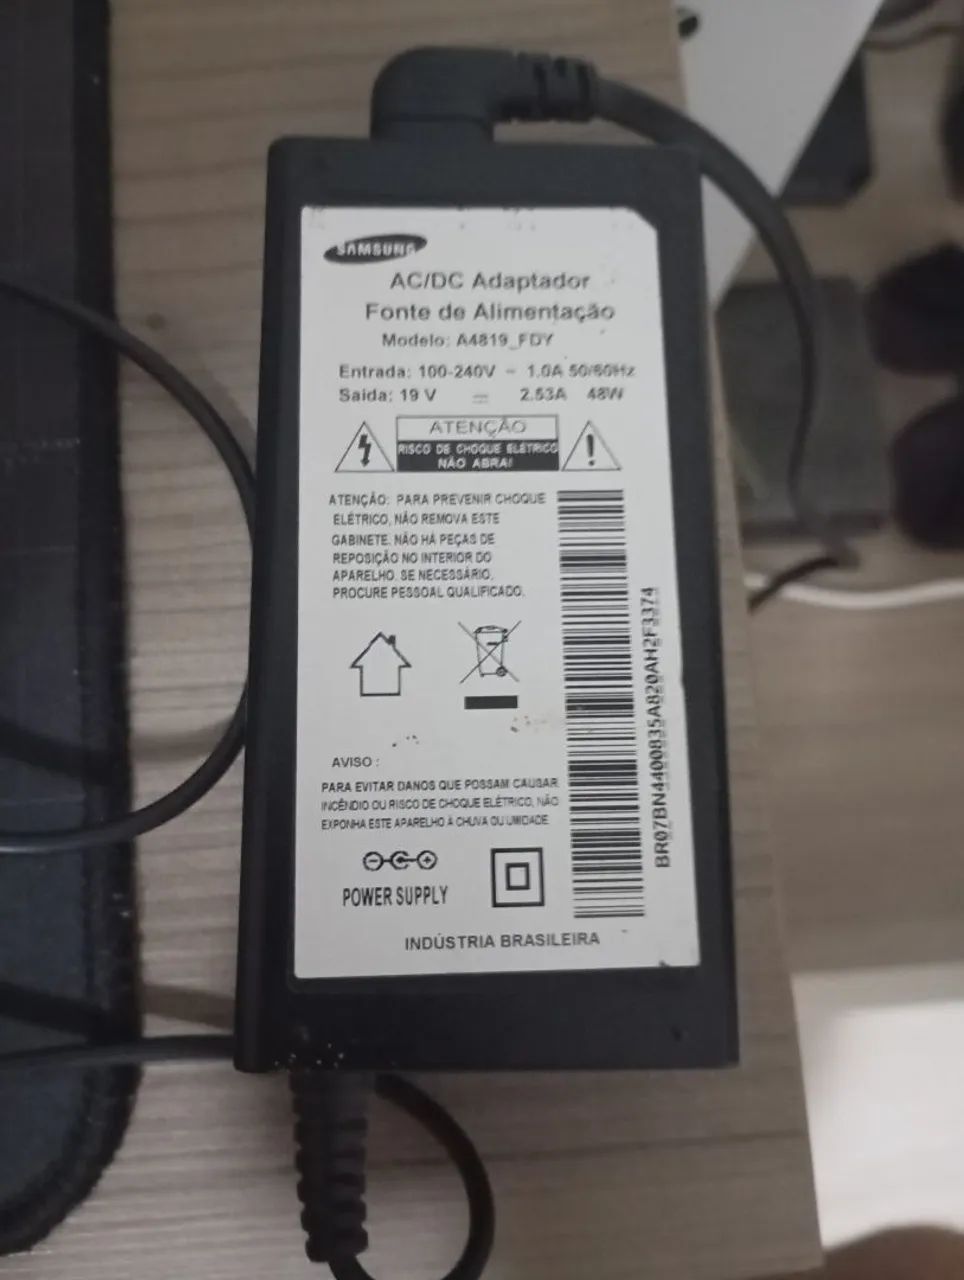 SAMSUNG
AC/DC Adaptador
Fonte de Alimentação
Modelo: A4819_FDY
Entrada: 100-240V ~ 1.0A 50/60Hz
Saída: 19 V ⎓ 2.53A 48W
ATENÇÃO
RISCO DE CHOQUE ELÉTRICO
NÃO ABRA!
ATENÇÃO: PARA PREVENIR CHOQUE
ELÉTRICO, NÃO REMOVA ESTE
GABINETE. NÃO HÁ PEÇAS DE
REPOSIÇÃO NO INTERIOR DO
APARELHO. SE NECESSÁRIO,
PROCURE PESSOAL QUALIFICADO.
BR07BN4400835A820AH2F3374
AVISO :
PARA EVITAR DANOS QUE POSSAM CAUSAR
INCÊNDIO OU RISCO DE CHOQUE ELÉTRICO, NÃO
EXPONHA ESTE APARELHO À CHUVA OU UMIDADE
POWER SUPPLY
INDÚSTRIA BRASILEIRA